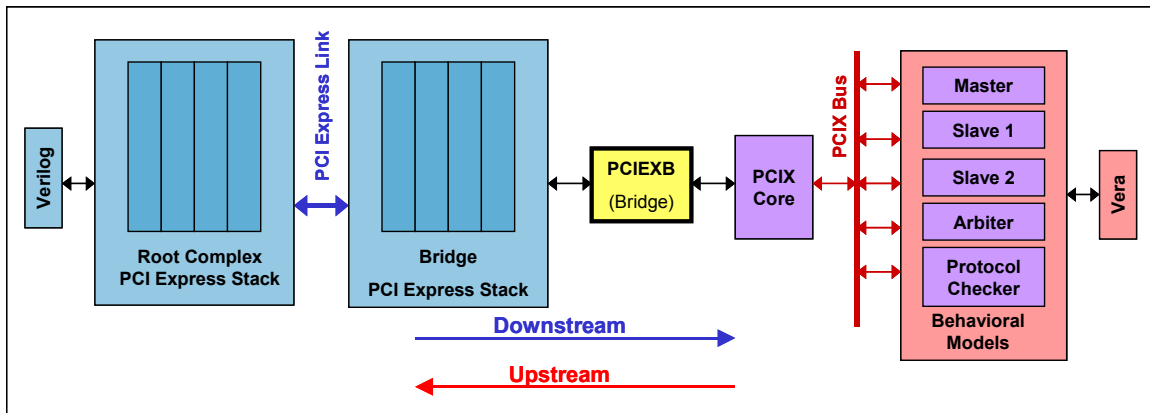 Verilog
Root Complex
PCI Express Stack
PCI Express Link
Bridge
PCI Express Stack
PCIEXB
(Bridge)
PCIX
Core
PCIX Bus
Master
Slave 1
Slave 2
Arbiter
Protocol
Checker
Behavioral
Models
Vera
Downstream
Upstream